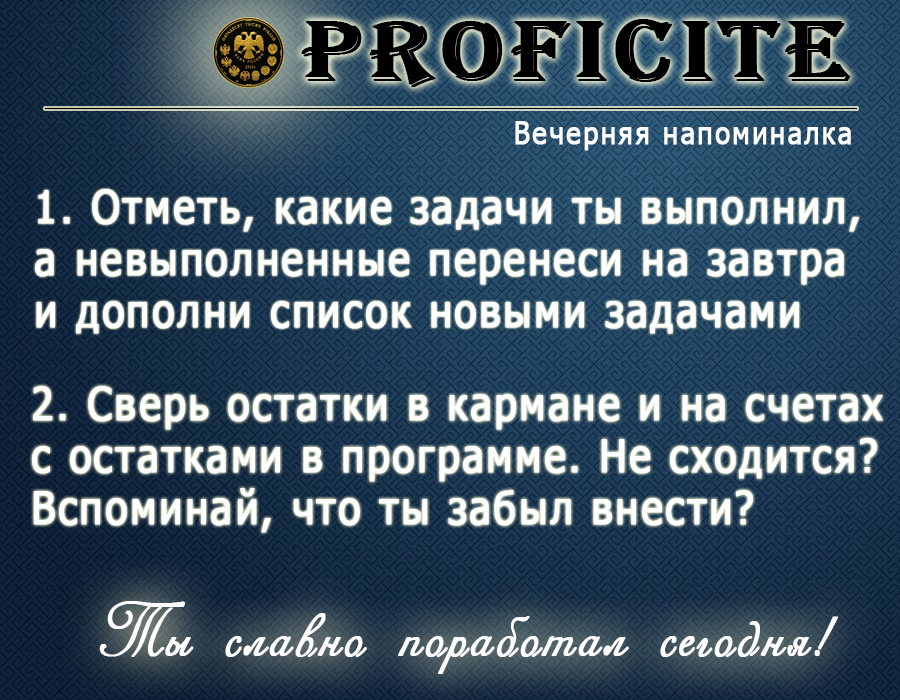 PROFICITE
Вечерняя напоминалка
1. Отметь, какие задачи ты выполнил,
а невыполненные перенеси на завтра
и дополни список новыми задачами
2. Сверь остатки в кармане и на счетах
с остатками в программе. Не сходится?
Вспоминай, что ты забыл внести?
Ты славно поработал сегодня!